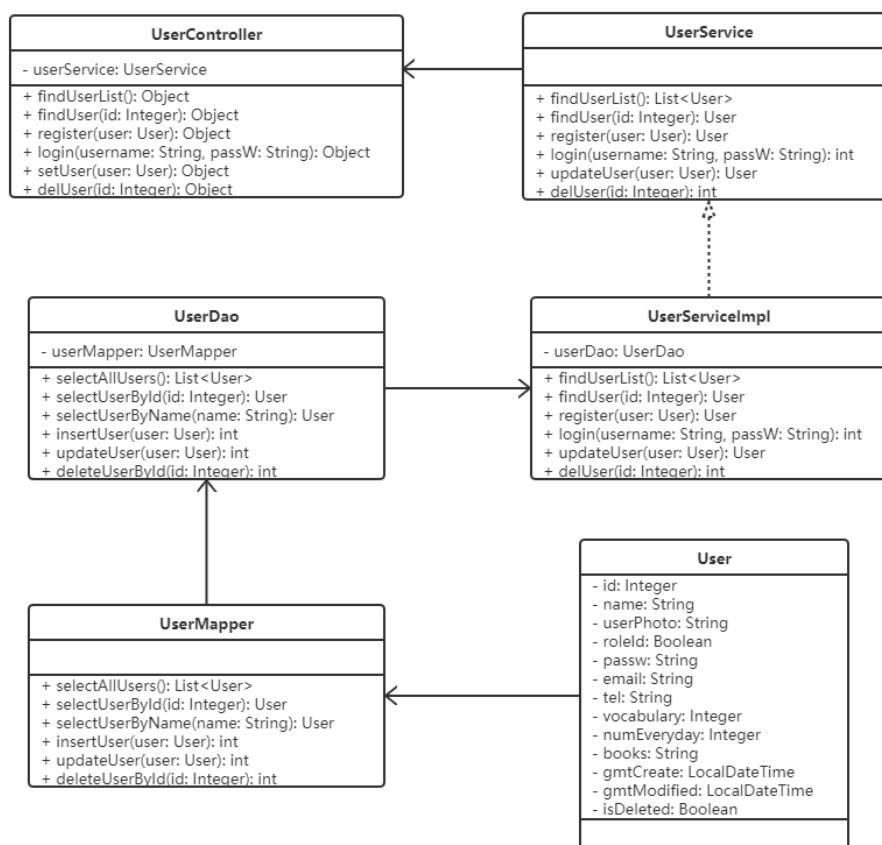 UserController
- userService: UserService
+ findUserList(): Object
+ findUser(id: Integer): Object
+ register(user: User): Object
+ login(username: String, passW: String): Object
+ setUser(user: User): Object
+ delUser(id: Integer): Object
UserService
+ findUserList(): List<User>
+ findUser(id: Integer): User
+ register(user: User): User
+ login(username: String, passW: String): int
+ updateUser(user: User): User
+ delUser(id: Integer): int
UserDao
- userMapper: UserMapper
+ selectAllUsers(): List<User>
+ selectUserById(id: Integer): User
+ selectUserByName(name: String): User
+ insertUser(user: User): int
+ updateUser(user: User): int
+ deleteUserById(id: Integer): int
UserServiceImpl
- userDao: UserDao
+ findUserList(): List<User>
+ findUser(id: Integer): User
+ register(user: User): User
+ login(username: String, passW: String): int
+ updateUser(user: User): User
+ delUser(id: Integer): int
UserMapper
+ selectAllUsers(): List<User>
+ selectUserById(id: Integer): User
+ selectUserByName(name: String): User
+ insertUser(user: User): int
+ updateUser(user: User): int
+ deleteUserById(id: Integer): int
User
- id: Integer
- name: String
- userPhoto: String
- roleId: Boolean
- passw: String
- email: String
- tel: String
- vocabulary: Integer
- numEveryday: Integer
- books: String
- gmtCreate: LocalDateTime
- gmtModified: LocalDateTime
- isDeleted: Boolean